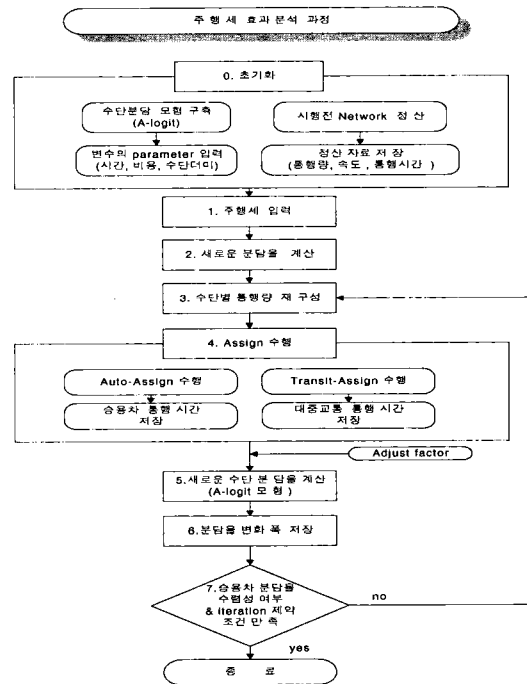 주 행 세 효 과 분 석 과 정
0. 초기화
수단분담 모형 구축
(A-logit)
시행전 Network 정 산
변수의 parameter 입력
(시간, 비용, 수단더미)
정산 자료 저 장
(통행량, 속도, 통행시간 )
1. 주행세 입력
2. 새로운 분담율 계산
3. 수단별 통행량 재 구성
4. Assign 수행
Auto-Assign 수행
Transit-Assign 수행
승용차 통행 시간
저장
대중교통 통행 시간
저장
Adjust factor
5.새로운 수단 분 담율 계산
(A-logit 모형 )
6.분담율 변화 폭 저장
7.승용차 분담율
수렴성 여부
& iteration 제약
조건 만 족
no
yes
종 료